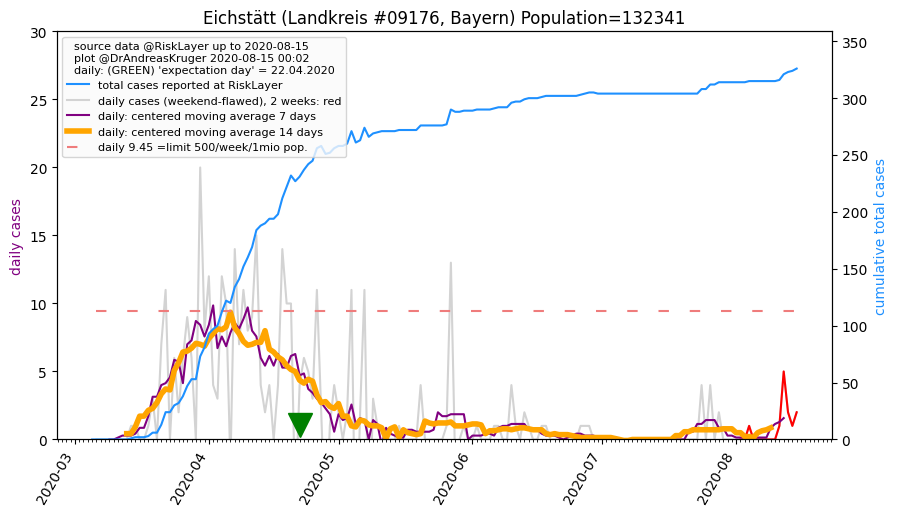 Eichstätt (Landkreis #09176, Bayern) Population=132341
source data @RiskLayer up to 2020-08-15
plot @DrAndreasKruger 2020-08-15 00:02
daily: (GREEN) 'expectation day' = 22.04.2020
total cases reported at RiskLayer
daily cases (weekend-flawed), 2 weeks: red
daily: centered moving average 7 days
daily: centered moving average 14 days
daily 9.45 =limit 500/week/1mio pop.
daily cases
30
25
20
15
10
5
0
cumulative total cases
350
300
250
200
150
100
50
0
2020-03
2020-04
2020-05
2020-06
2020-07
2020-08